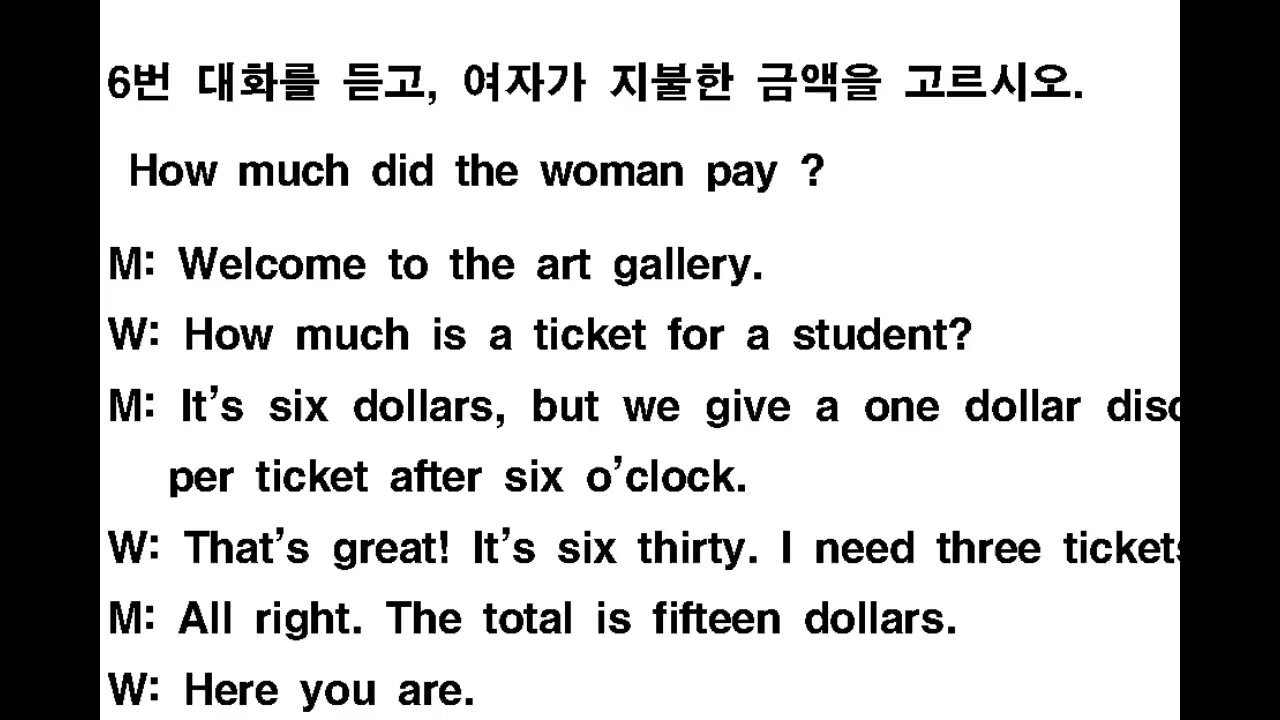 6번 대화를 듣고, 여자가 지불한 금액을 고르시오.
How much did the woman pay ?
M: Welcome to the art gallery.
W: How much is a ticket for a student?
M: It's six dollars, but we give a one dollar
per ticket after six o'clock.
W: That's great! It's six thirty. I need three tickets
M: All right. The total is fifteen dollars.
W: Here you are.